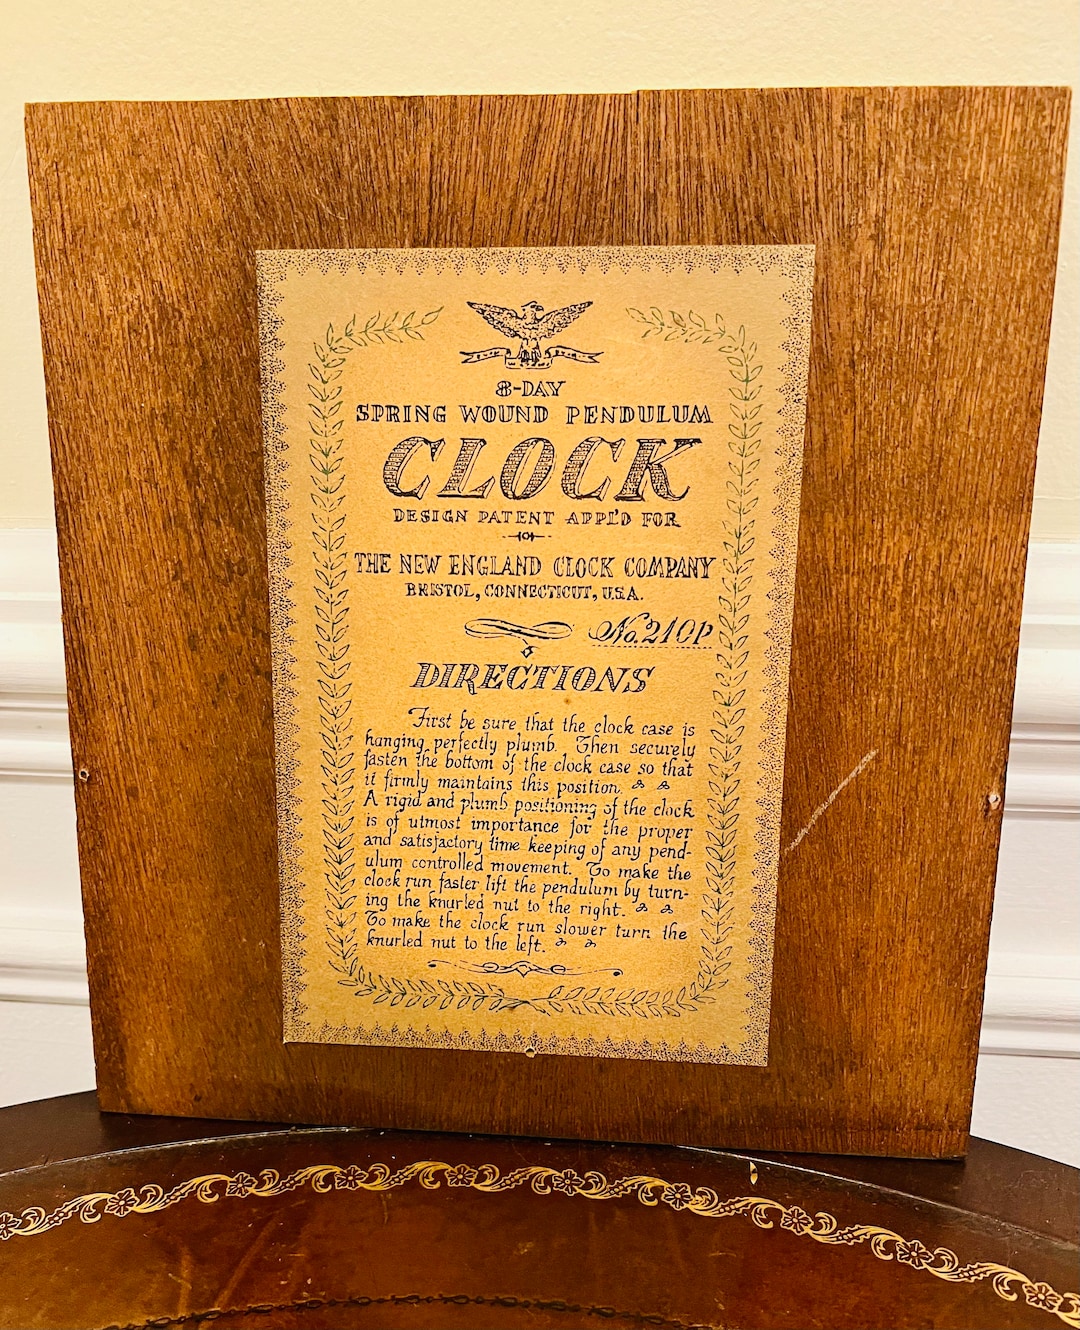 8-DAY
SPRING WOUND PENDULUM
CLOCK
DESIGN PATENT APPL'D FOR
THE NEW ENGLAND CLOCK COMPANY
BRISTOL, CONNECTICUT, U.S.A.
No. 210P
DIRECTIONS
First be sure that the clock case is
hanging perfectly plumb. Then securely
fasten the bottom of the clock case so that
it firmly maintains this position.
A rigid and plumb positioning of the clock
is of utmost importance for the proper
and satisfactory time keeping of any pend-
ulum controlled movement. To make the
clock run faster lift the pendulum by turn-
ing the knurled nut to the right.
To make the clock run slower turn the
knurled nut to the left.